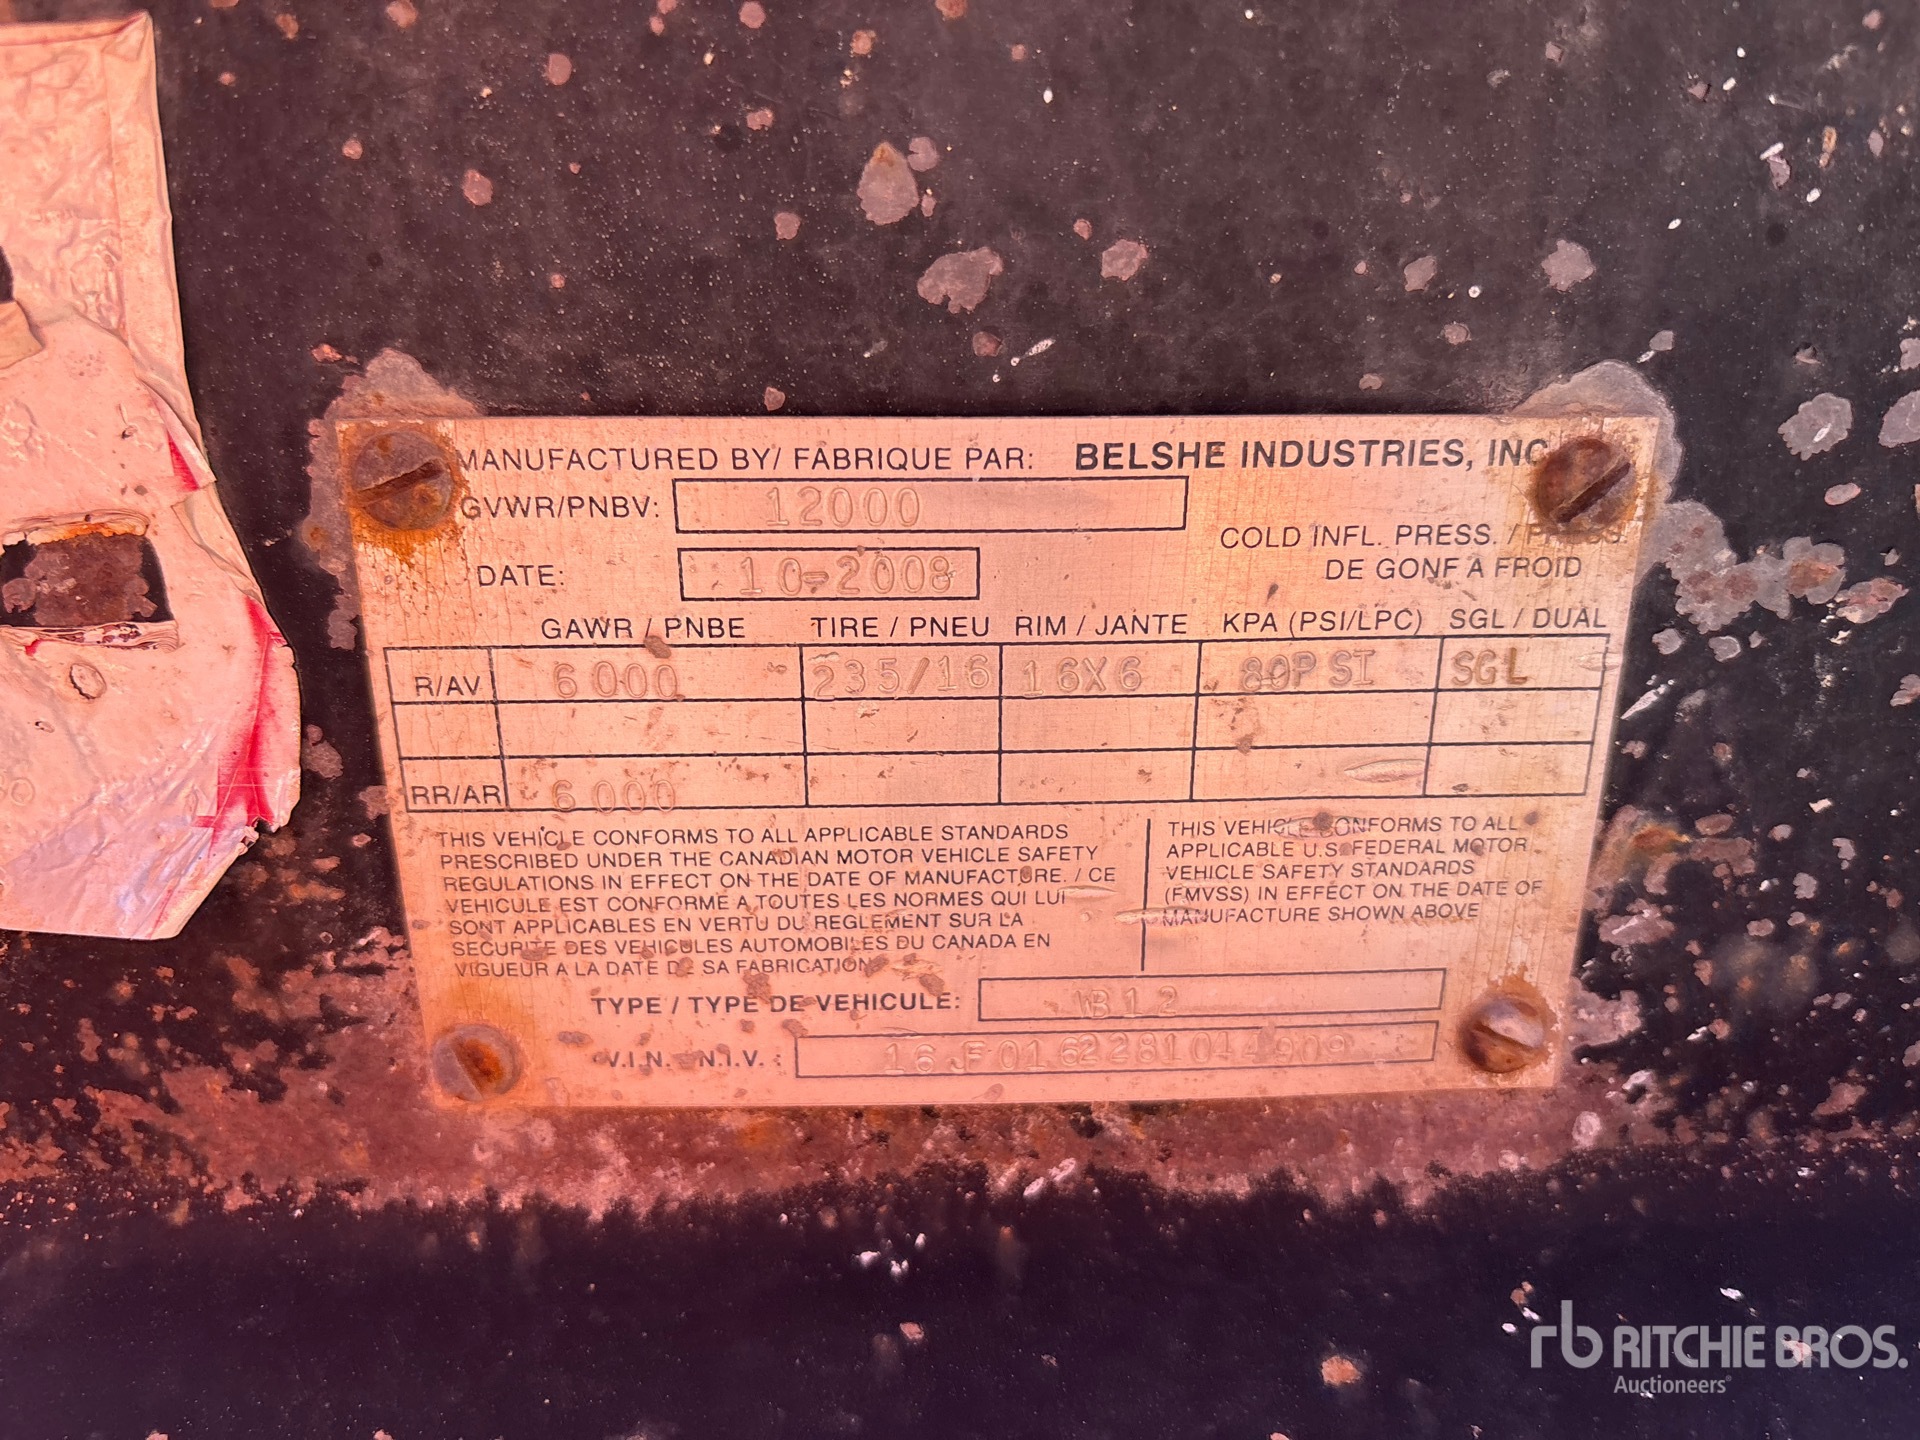 MANUFACTURED BY/ FABRIQUE PAR: BELSHE INDUSTRIES, INC
GVWR/PNBV: 12000
COLD INFL. PRESS. / PRESS.
DE GONF A FROID
DATE: 10-2008
GAWR / PNBE TIRE / PNEU RIM / JANTE KPA (PSI/LPC) SGL / DUAL
R/AV 6000 235/16 16X6 80PSI SGL
RR/AR 6000
THIS VEHICLE CONFORMS TO ALL APPLICABLE STANDARDS
PRESCRIBED UNDER THE CANADIAN MOTOR VEHICLE SAFETY
REGULATIONS IN EFFECT ON THE DATE OF MANUFACTURE. / CE
VEHICULE EST CONFORME A TOUTES LES NORMES QUI LUI
SONT APPLICABLES EN VERTU DU REGLEMENT SUR LA
SECURITE DES VEHICULES AUTOMOBILES DU CANADA EN
VIGUEUR A LA DATE DE SA FABRICATION
THIS VEHICLE CONFORMS TO ALL
APPLICABLE U.S. FEDERAL MOTOR
VEHICLE SAFETY STANDARDS
(FMVSS) IN EFFECT ON THE DATE OF
MANUFACTURE SHOWN ABOVE
TYPE / TYPE DE VEHICULE:
V.I.N. - N.I.V. :
rb RITCHIE BROS.
Auctioneers